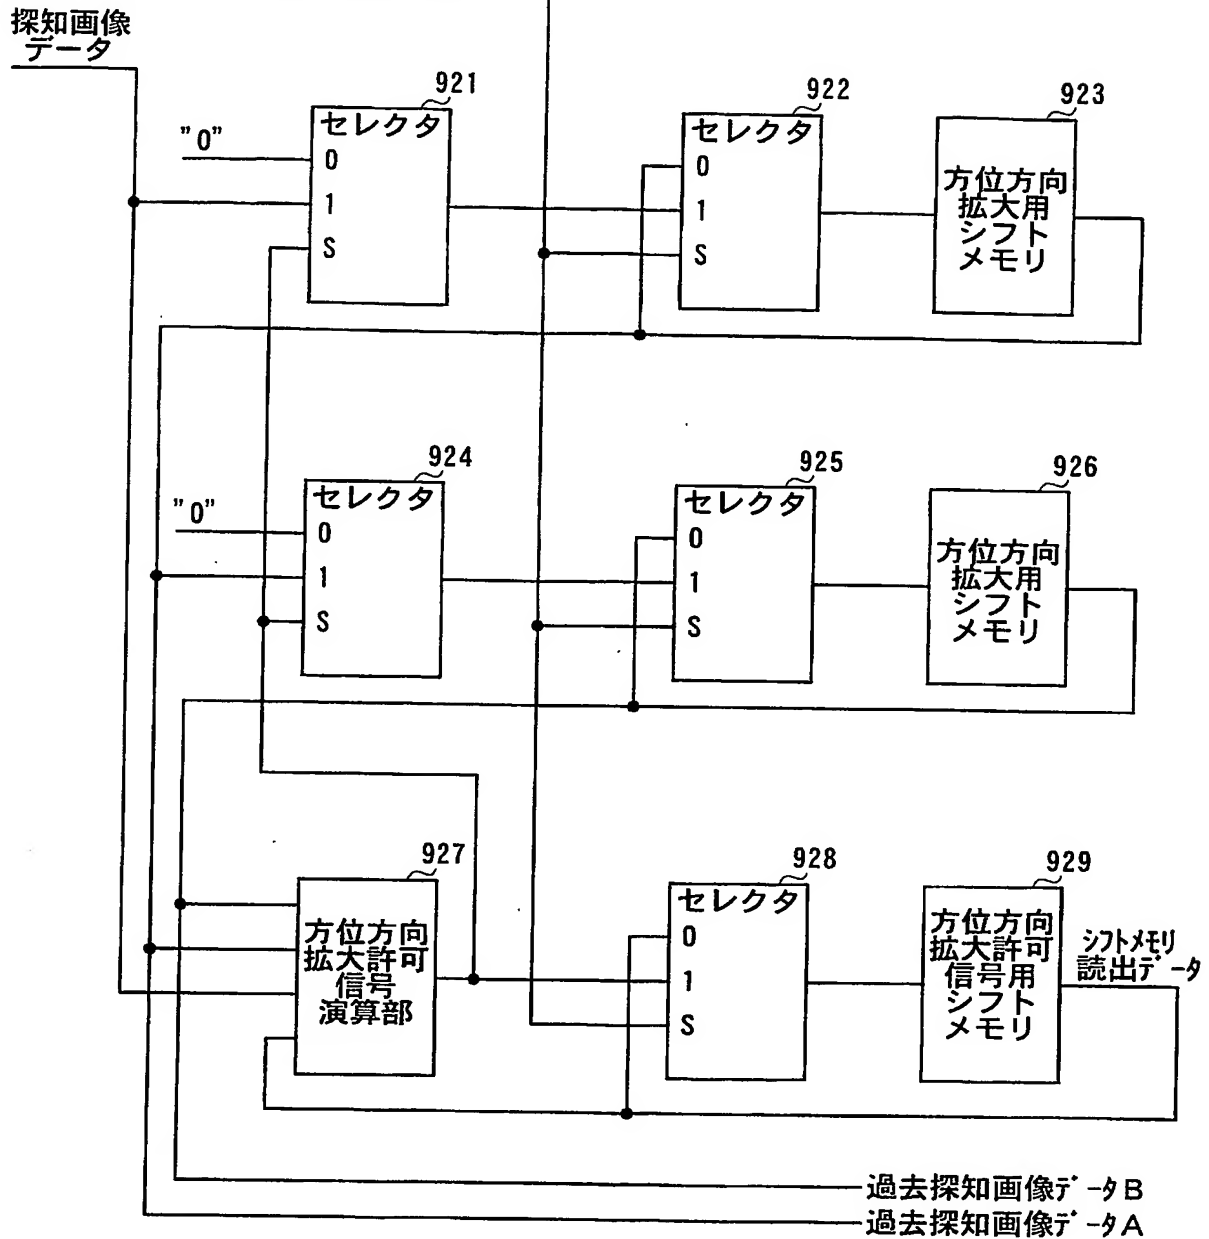 探知画像
データ
921
セレクタ
"0"
0
1
S
922
セレクタ
0
1
S
923
方位方向
拡大用
シフト
メモリ
924
セレクタ
"0"
0
1
S
925
セレクタ
0
1
S
926
方位方向
拡大用
シフト
メモリ
927
方位方向
拡大許可
信号
演算部
928
セレクタ
0
1
S
929
方位方向
拡大許可
信号用
シフト
メモリ
シフトメモリ
読出データ
過去探知画像データB
過去探知画像データA